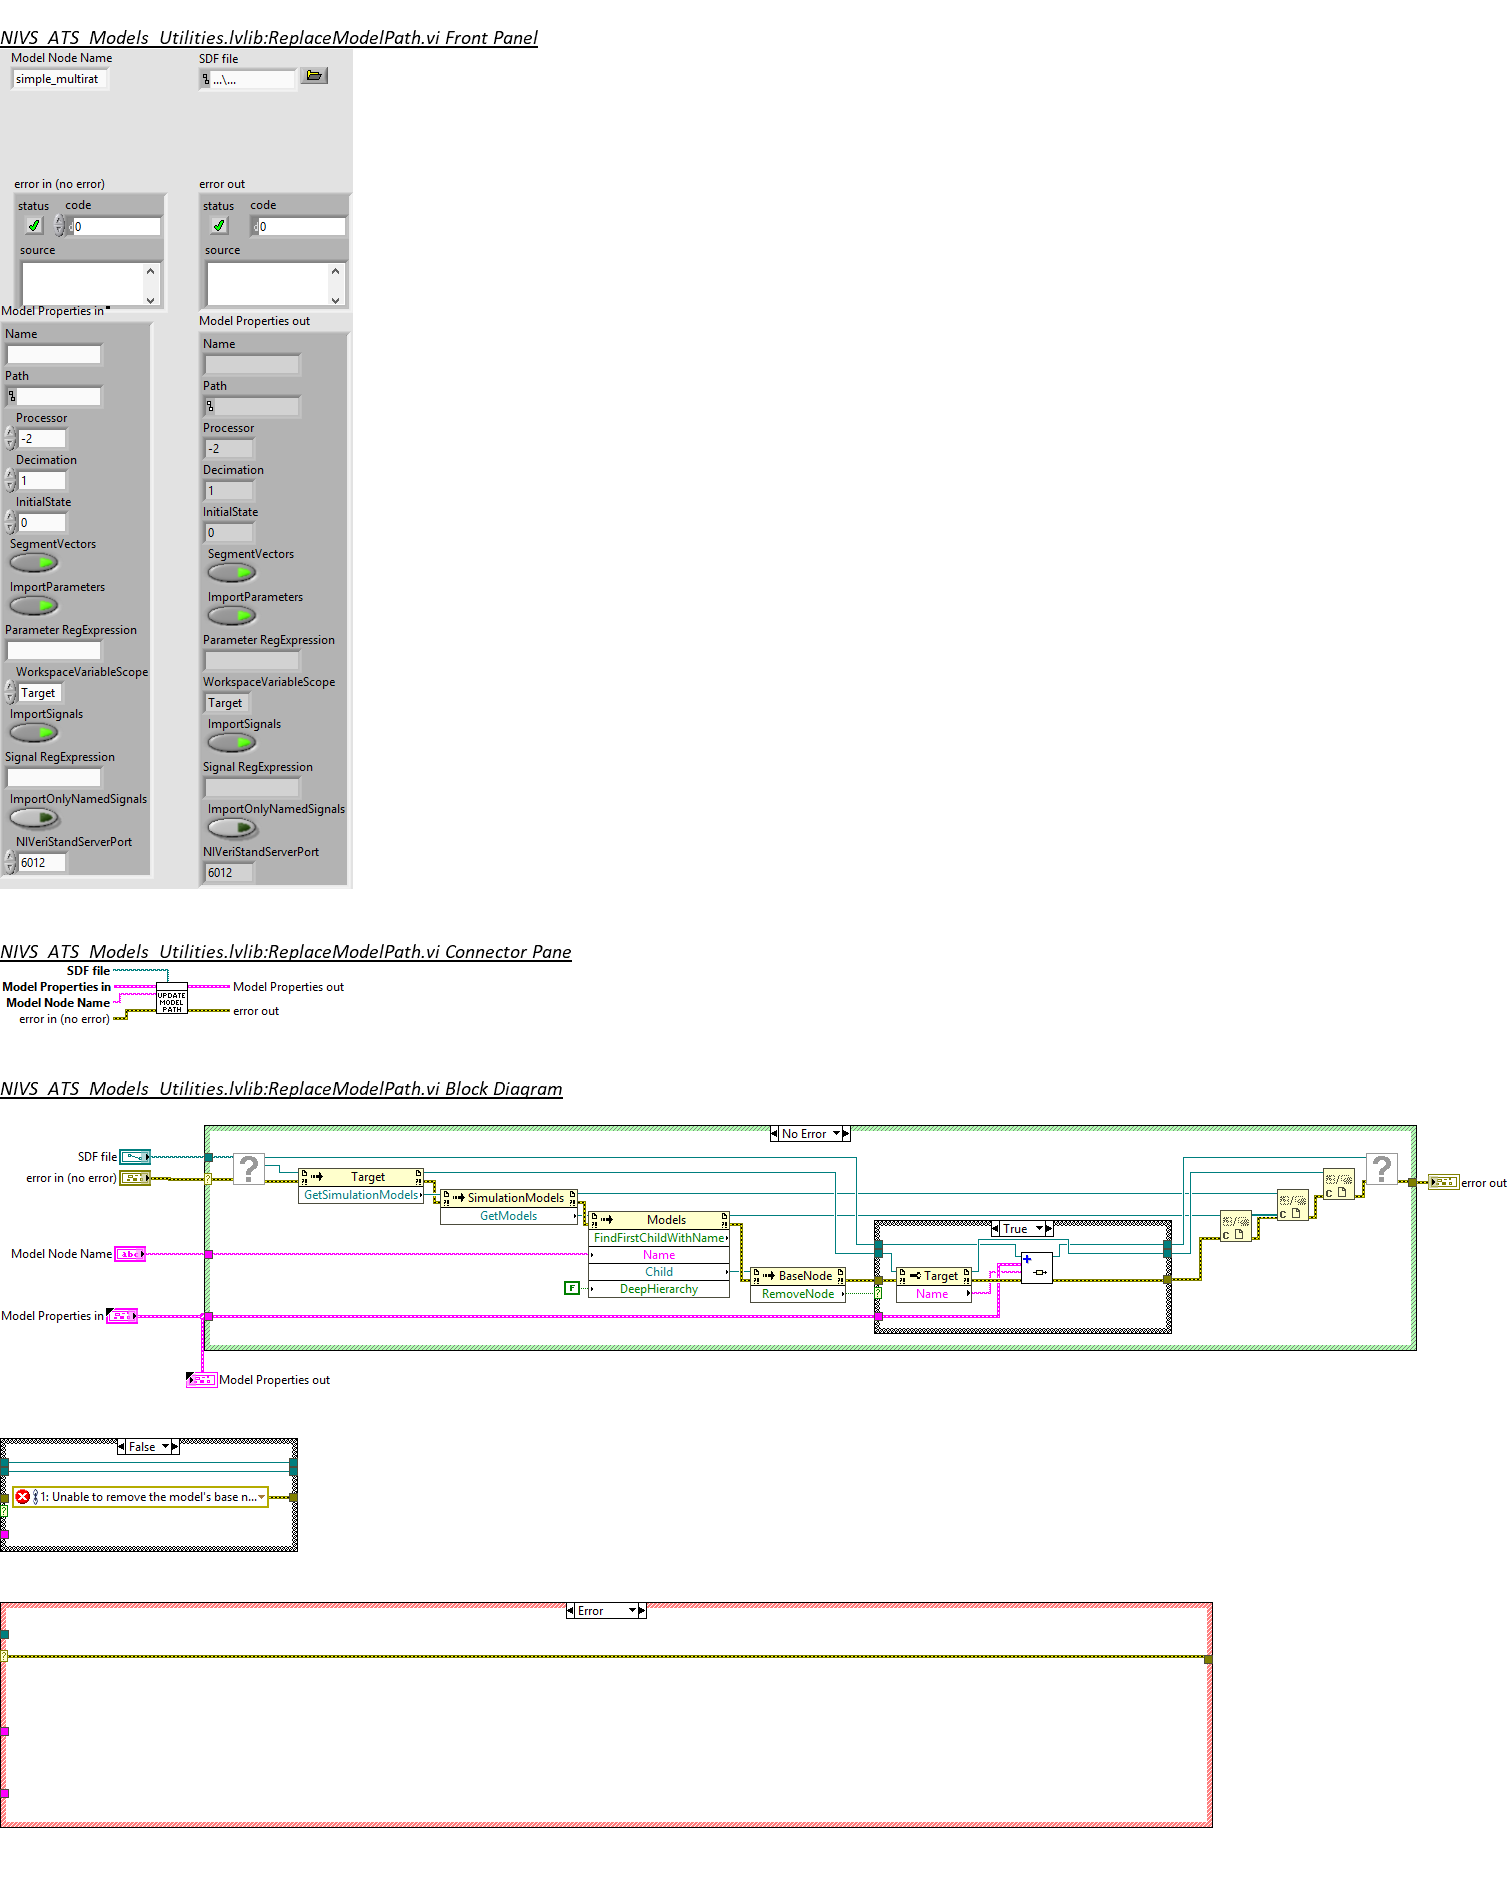 NIVS_ATS_Models_Utilities.lvlib:ReplaceModelPath.vi Front Panel
Model Node Name
simple_multirat
SDF file
...\...
error in (no error)
status
code
0
source
error out
status
code
0
source
Model Properties in
Name
Path
Processor
-2
Decimation
1
InitialState
0
SegmentVectors
ImportParameters
Parameter RegExpression
WorkspaceVariableScope
Target
ImportSignals
Signal RegExpression
ImportOnlyNamedSignals
NIVeriStandServerPort
6012
Model Properties out
Name
Path
Processor
-2
Decimation
1
InitialState
0
SegmentVectors
ImportParameters
Parameter RegExpression
WorkspaceVariableScope
Target
ImportSignals
Signal RegExpression
ImportOnlyNamedSignals
NIVeriStandServerPort
6012
NIVS_ATS_Models_Utilities.lvlib:ReplaceModelPath.vi Connector Pane
SDF file
Model Properties in
Model Node Name
error in (no error)
UPDATE
MODEL
PATH
Model Properties out
error out
NIVS_ATS_Models_Utilities.lvlib:ReplaceModelPath.vi Block Diagram
No Error
SDF file
error in (no error)
?
?
Target
GetSimulationModels
SimulationModels
GetModels
Models
FindFirstChildWithName
Name
Child
DeepHierarchy
F
BaseNode
RemoveNode
?
True
Target
Name
C
C
C
?
error out
Model Node Name
abc
Model Properties in
Model Properties out
False
?
1: Unable to remove the model's base n...
Error
?